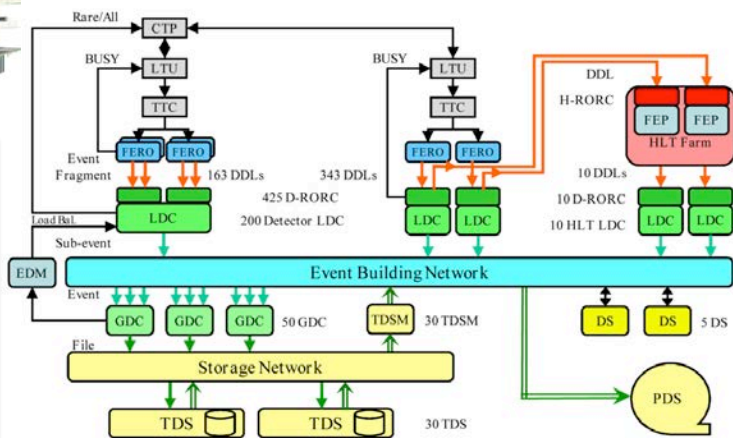 Rare/All CTP
BUSY LTU BUSY LTU DDL
H-RORC
TTC TTC FEP FEP
HLT Farm
Event FERO FERO FERO FERO
Fragment 163 DDLs 343 DDLs 10 DDLs
425 D-RORC 10 D-RORC
Load Bal. LDC 200 Detector LDC LDC LDC 10 HLT LDC LDC LDC
Sub-event
EDM Event Building Network
Event
GDC GDC GDC 50 GDC TDSM 30 TDSM DS DS 5 DS
File
Storage Network
PDS
TDS TDS 30 TDS